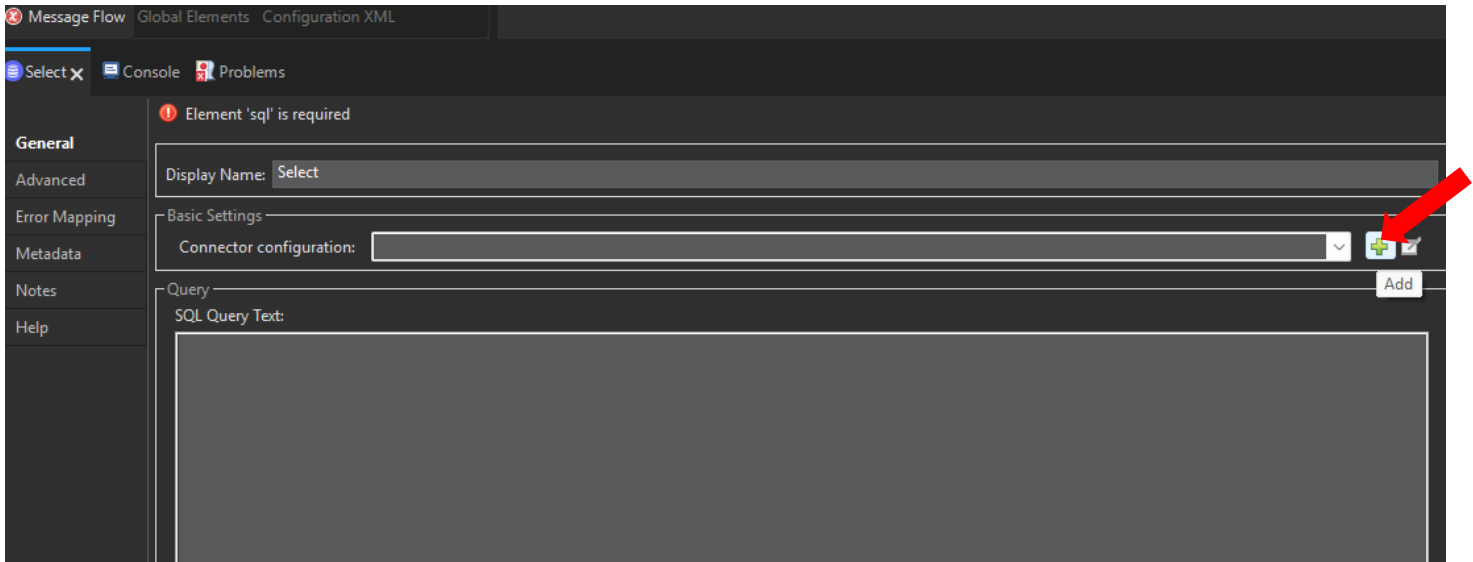 Message Flow Global Elements Configuration XML
Select Console Problems
Element 'sql' is required
General
Advanced
Error Mapping
Metadata
Notes
Help
Display Name: Select
Basic Settings
Connector configuration:
Add
Query
SQL Query Text: